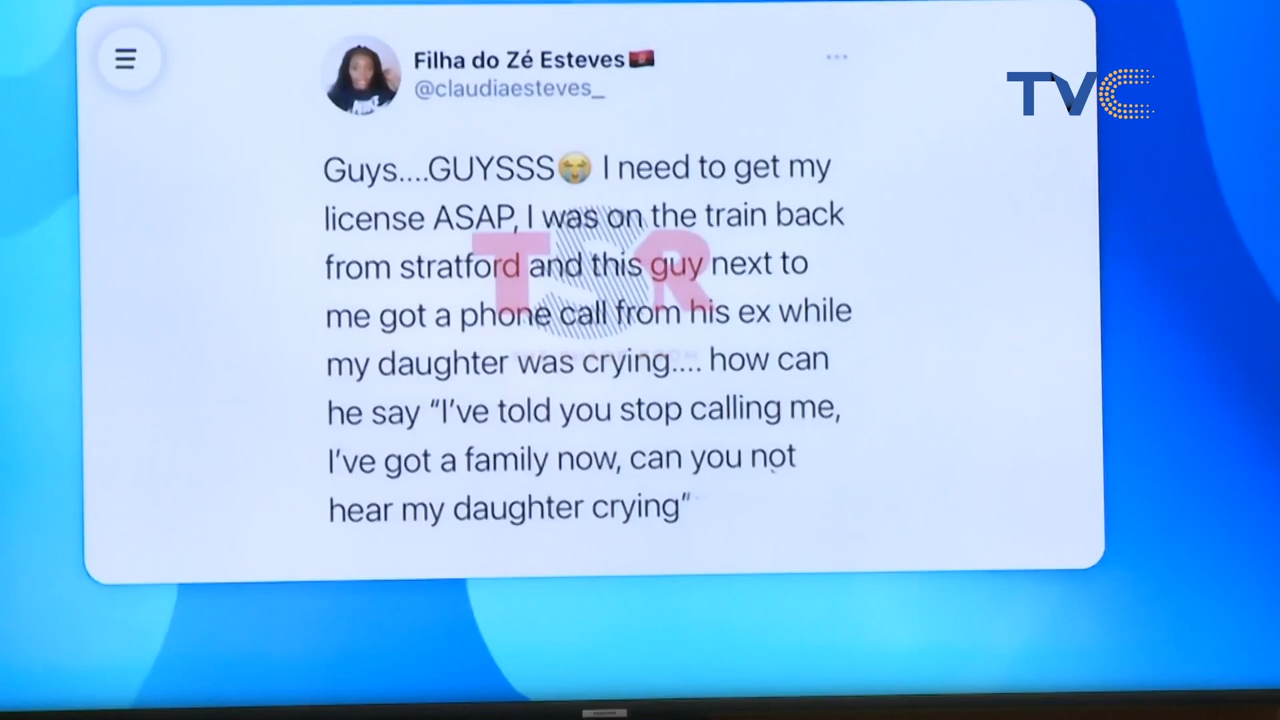 Filha do Zé Esteves🇦🇴
@claudiaesteves_
TVC
Guys....GUYSSS😭 I need to get my
license ASAP, I was on the train back
from stratford and this guy next to
me got a phone call from his ex while
my daughter was crying.... how can
he say “I’ve told you stop calling me,
I’ve got a family now, can you not
hear my daughter crying”
TSR